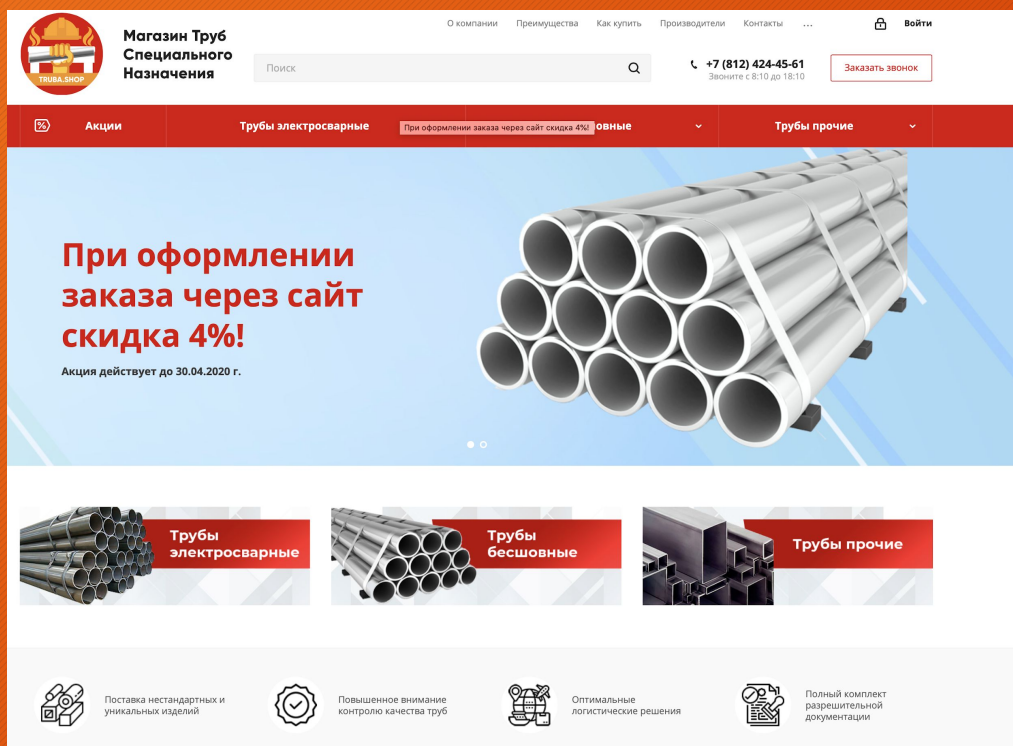 О компании Преимущества Как купить Производители Контакты ...
Войти
TRUBA.SHOP
Магазин Труб
Специального
Назначения
Поиск
+7 (812) 424-45-61
Звоните с 8:10 до 18:10
Заказать звонок
Акции Трубы электросварные При оформлении заказа через сайт скидка 4%! овные Трубы прочие
При оформлении
заказа через сайт
скидка 4%!
Акция действует до 30.04.2020 г.
Трубы
электросварные
Трубы
бесшовные
Трубы прочие
Поставка нестандартных и
уникальных изделий
Повышенное внимание
контролю качества труб
Оптимальные
логистические решения
Полный комплект
разрешительной
документации